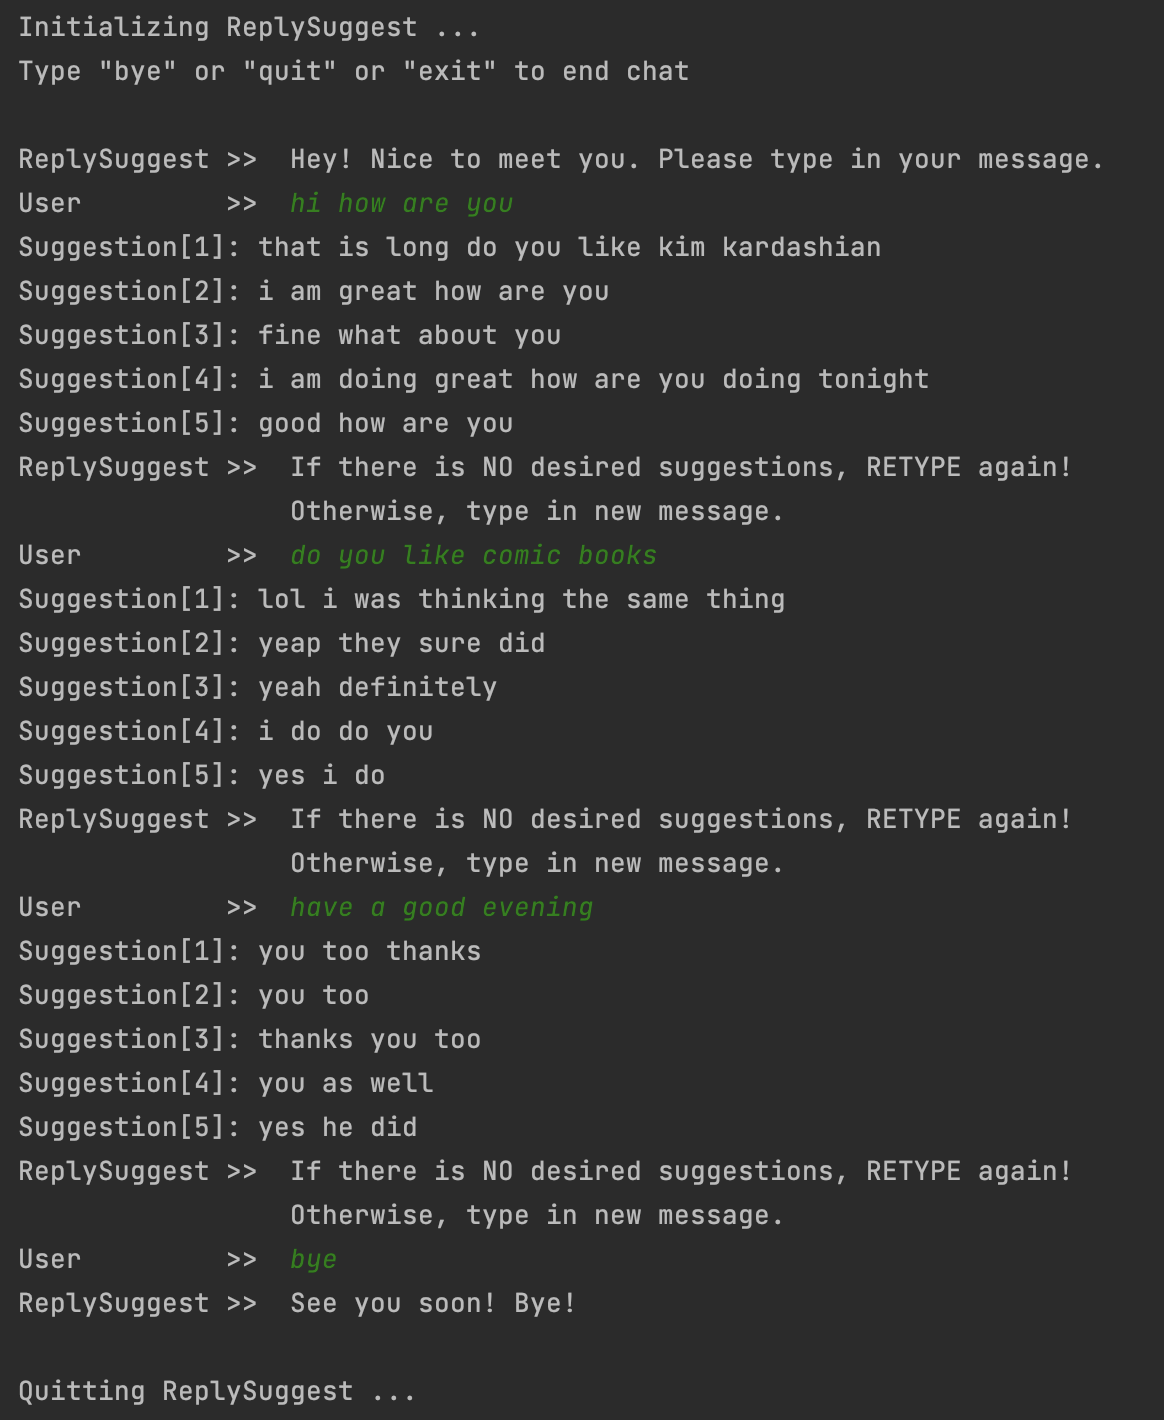 Initializing ReplySuggest ...
Type "bye" or "quit" or "exit" to end chat
ReplySuggest >>  Hey! Nice to meet you. Please type in your message.
User         >>  hi how are you
Suggestion[1]: that is long do you like kim kardashian
Suggestion[2]: i am great how are you
Suggestion[3]: fine what about you
Suggestion[4]: i am doing great how are you doing tonight
Suggestion[5]: good how are you
ReplySuggest >>  If there is NO desired suggestions, RETYPE again!
                 Otherwise, type in new message.
User         >>  do you like comic books
Suggestion[1]: lol i was thinking the same thing
Suggestion[2]: yeap they sure did
Suggestion[3]: yeah definitely
Suggestion[4]: i do do you
Suggestion[5]: yes i do
ReplySuggest >>  If there is NO desired suggestions, RETYPE again!
                 Otherwise, type in new message.
User         >>  have a good evening
Suggestion[1]: you too thanks
Suggestion[2]: you too
Suggestion[3]: thanks you too
Suggestion[4]: you as well
Suggestion[5]: yes he did
ReplySuggest >>  If there is NO desired suggestions, RETYPE again!
                 Otherwise, type in new message.
User         >>  bye
ReplySuggest >>  See you soon! Bye!
Quitting ReplySuggest ...